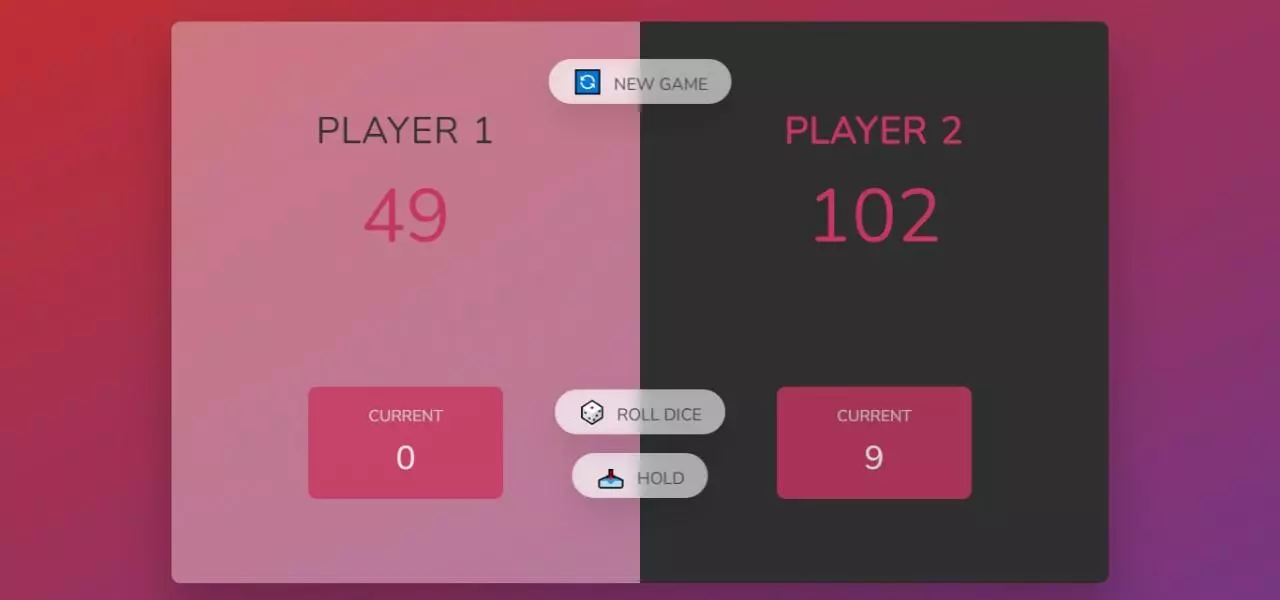 NEW GAME
PLAYER 1
49
CURRENT
0
PLAYER 2
102
CURRENT
9
ROLL DICE
HOLD